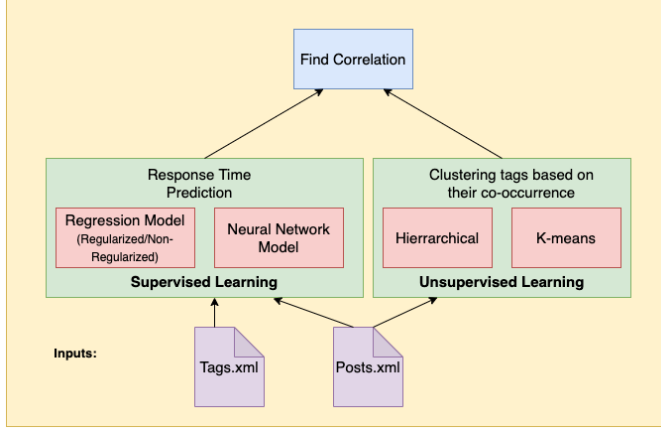 Find Correlation
Response Time
Prediction
Regression Model
(Regularized/Non-
Regularized)
Neural Network
Model
Supervised Learning
Clustering tags based on
their co-occurrence
Hierrarchical
K-means
Unsupervised Learning
Inputs:
Tags.xml
Posts.xml